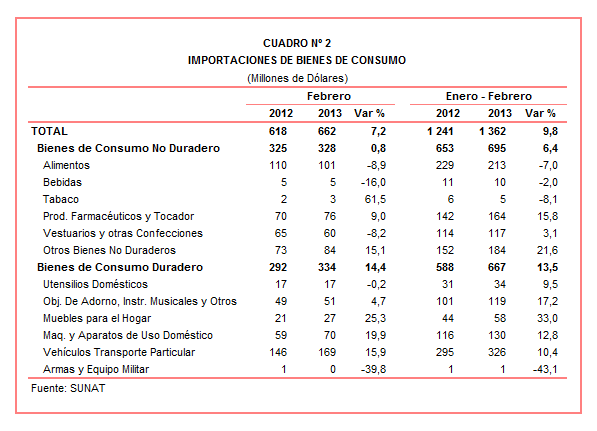 CUADRO Nº 2
IMPORTACIONES DE BIENES DE CONSUMO
(Millones de Dólares)
Febrero Enero - Febrero
2012 2013 Var % 2012 2013 Var %
TOTAL 618 662 7,2 1 241 1 362 9,8
Bienes de Consumo No Duradero 325 328 0,8 653 695 6,4
Alimentos 110 101 -8,9 229 213 -7,0
Bebidas 5 5 -16,0 11 10 -2,0
Tabaco 2 3 61,5 6 5 -8,1
Prod. Farmacéuticos y Tocador 70 76 9,0 142 164 15,8
Vestuarios y otras Confecciones 65 60 -8,2 114 117 3,1
Otros Bienes No Duraderos 73 84 15,1 152 184 21,6
Bienes de Consumo Duradero 292 334 14,4 588 667 13,5
Utensilios Domésticos 17 17 -0,2 31 34 9,5
Obj. De Adorno, Instr. Musicales y Otros 49 51 4,7 101 119 17,2
Muebles para el Hogar 21 27 25,3 44 58 33,0
Maq. y Aparatos de Uso Doméstico 59 70 19,9 116 130 12,8
Vehículos Transporte Particular 146 169 15,9 295 326 10,4
Armas y Equipo Militar 1 0 -39,8 1 1 -43,1
Fuente: SUNAT